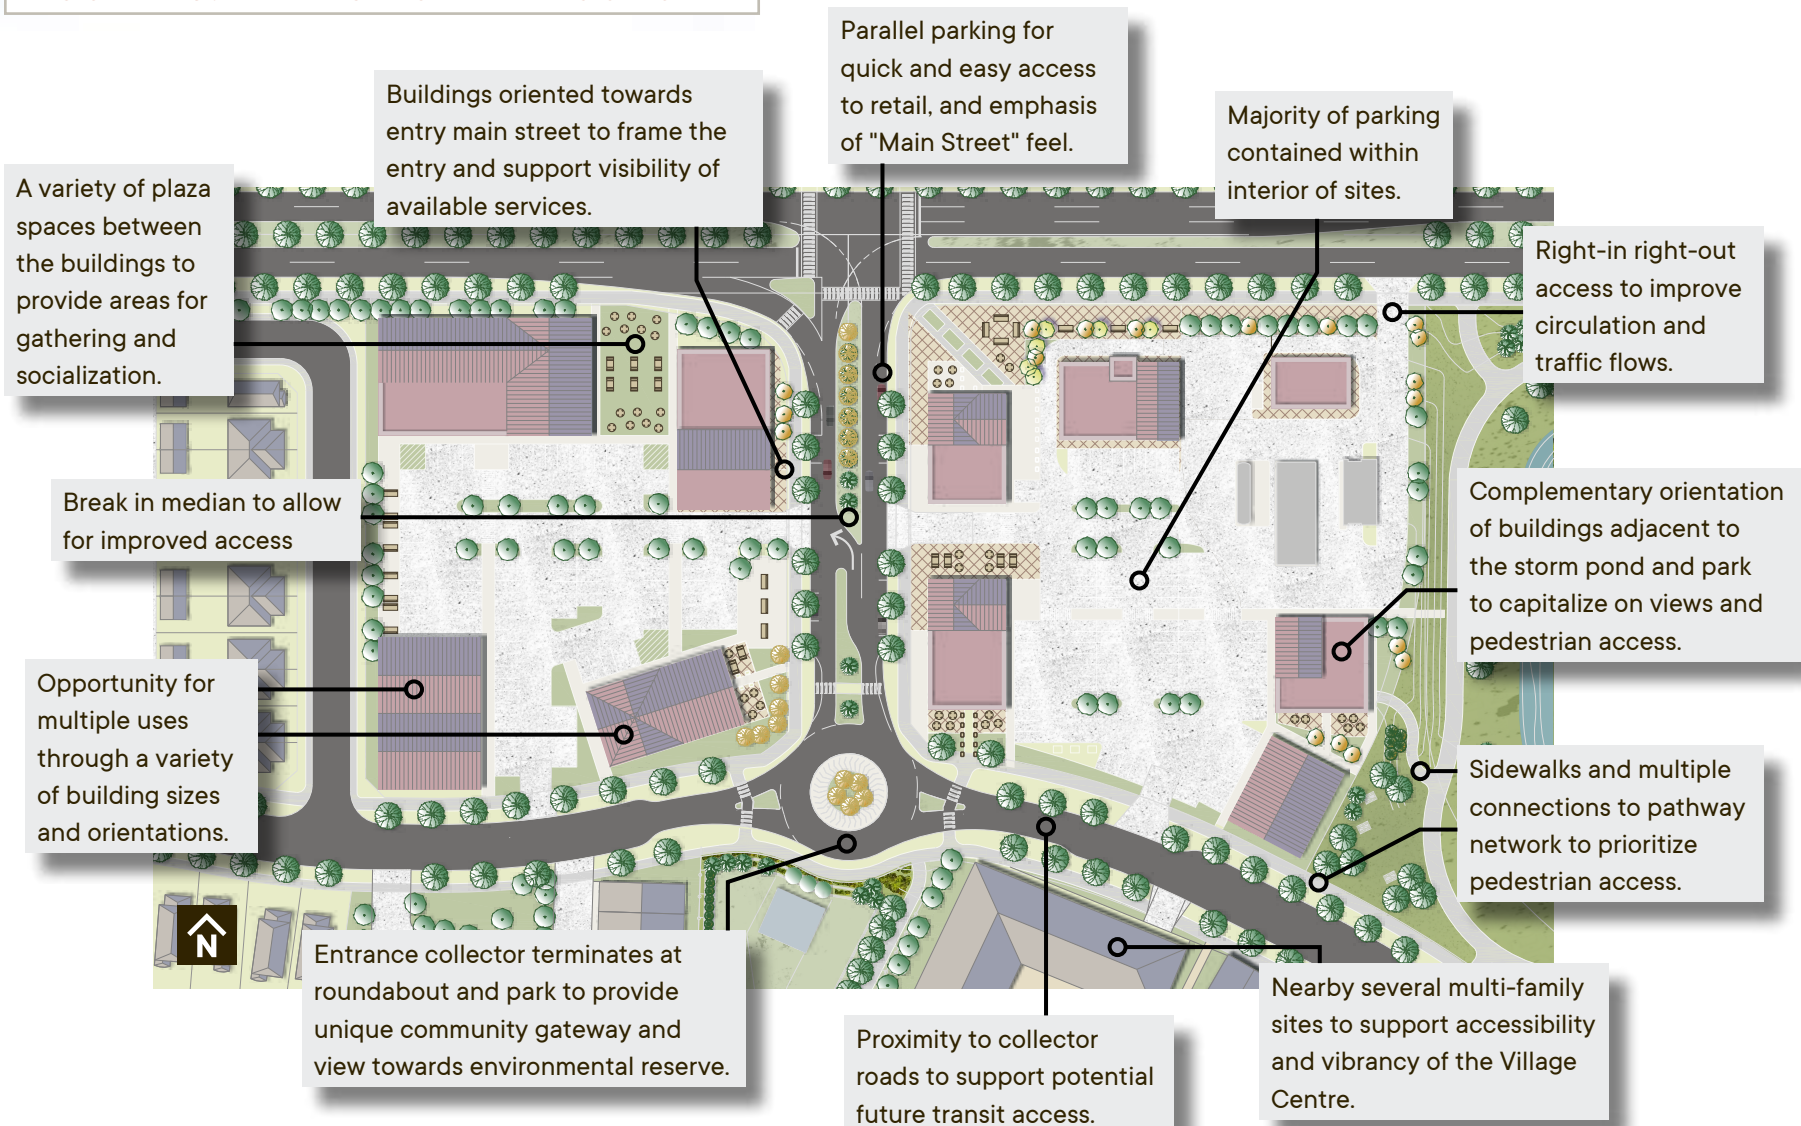 Parallel parking for
quick and easy access
to retail, and emphasis
of "Main Street" feel.
Buildings oriented towards
entry main street to frame the
entry and support visibility of
available services.
Majority of parking
contained within
interior of sites.
A variety of plaza
spaces between
the buildings to
provide areas for
gathering and
socialization.
Right-in right-out
access to improve
circulation and
traffic flows.
Break in median to allow
for improved access
Complementary orientation
of buildings adjacent to
the storm pond and park
to capitalize on views and
pedestrian access.
Opportunity for
multiple uses
through a variety
of building sizes
and orientations.
Sidewalks and multiple
connections to pathway
network to prioritize
pedestrian access.
N
Entrance collector terminates at
roundabout and park to provide
unique community gateway and
view towards environmental reserve.
Proximity to collector
roads to support potential
future transit access.
Nearby several multi-family
sites to support accessibility
and vibrancy of the Village
Centre.